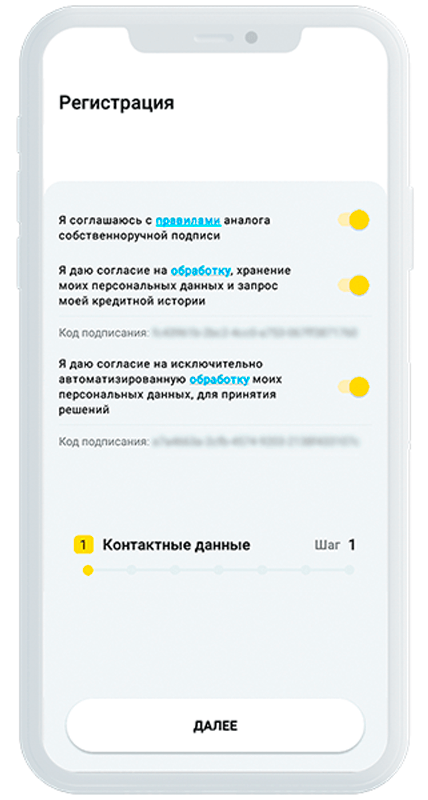 Регистрация
Я соглашаюсь с правилами аналога
собственноручной подписи
Я даю согласие на обработку, хранение
моих персональных данных и запрос
моей кредитной истории
Код подписания:
Я даю согласие на исключительно
автоматизированную обработку моих
персональных данных, для принятия
решений
Код подписания:
1 Контактные данные Шаг 1
ДАЛЕЕ